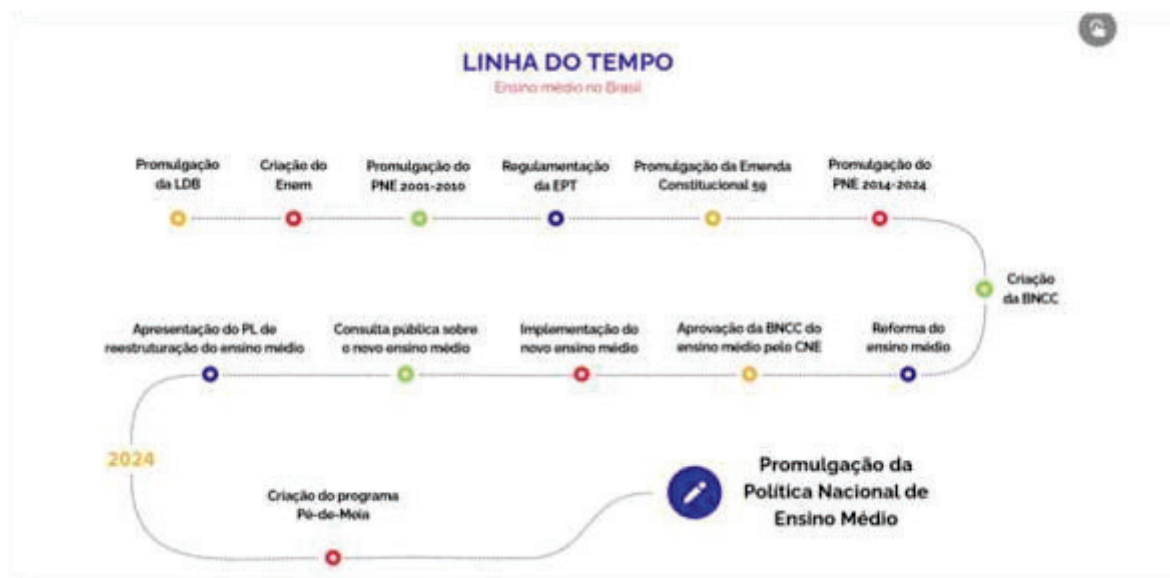 LINHA DO TEMPO
Ensino médio no Brasil
Promulgação
da LDB
Criação do
Enem
Promulgação do
PNE 2001-2010
Regulamentação
da EPT
Promulgação da Emenda
Constitucional 59
Promulgação do
PNE 2014-2024
Criação
da BNCC
Reforma do
ensino médio
Aprovação da BNCC do
ensino médio pelo CNE
Implementação do
novo ensino médio
Consulta pública sobre
o novo ensino médio
Apresentação do PL de
reestruturação do ensino médio
2024
Criação do programa
Pé-de-Meia
Promulgação da
Política Nacional de
Ensino Médio